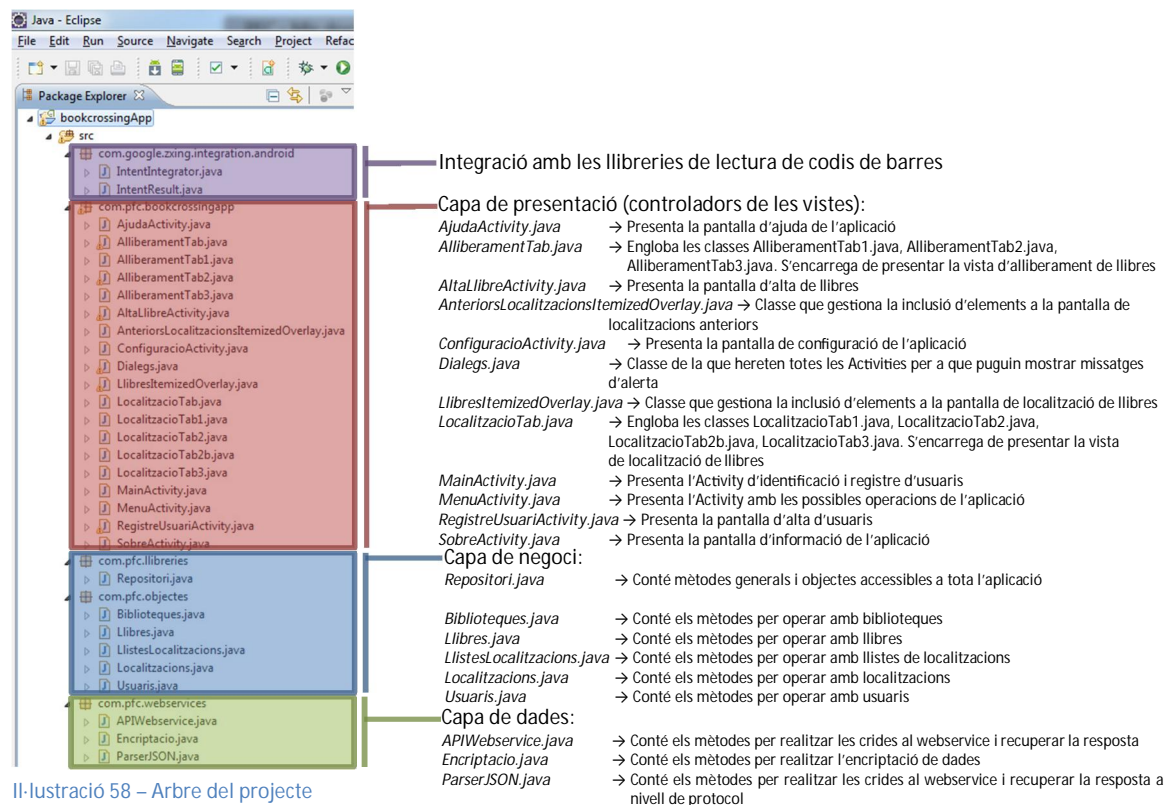 Java - Eclipse
File Edit Run Source Navigate Search Project Refac
Package Explorer
bookcrossingApp
src
com.google.zxing.integration.android
IntentIntegrator.java
IntentResult.java
com.pfc.bookcrossingapp
AjudaActivity.java
AlliberamentTab.java
AlliberamentTab1.java
AlliberamentTab2.java
AlliberamentTab3.java
AltaLlibreActivity.java
AnteriorsLocalitzacionsItemizedOverlay.java
ConfiguracioActivity.java
Dialegs.java
LlibresItemizedOverlay.java
LocalitzacioTab.java
LocalitzacioTab1.java
LocalitzacioTab2.java
LocalitzacioTab2b.java
LocalitzacioTab3.java
MainActivity.java
MenuActivity.java
RegistreUsuariActivity.java
SobreActivity.java
com.pfc.llibreries
Repositori.java
com.pfc.objectes
Biblioteques.java
Llibres.java
LlistesLocalitzacions.java
Localitzacions.java
Usuaris.java
com.pfc.webservices
APIWebservice.java
Encriptacio.java
ParserJSON.java
Integració amb les llibreries de lectura de codis de barres
Capa de presentació (controladors de les vistes):
AjudaActivity.java → Presenta la pantalla d'ajuda de l'aplicació
AlliberamentTab.java → Engloba les classes AlliberamentTab1.java, AlliberamentTab2.java,
AlliberamentTab3.java. S'encarrega de presentar la vista d'alliberament de llibres
AltaLlibreActivity.java → Presenta la pantalla d'alta de llibres
AnteriorsLocalitzacionsItemizedOverlay.java → Classe que gestiona la inclusió d'elements a la pantalla de
localitzacions anteriors
ConfiguracioActivity.java → Presenta la pantalla de configuració de l'aplicació
Dialegs.java → Classe de la que hereten totes les Activities per a que puguin mostrar missatges
d'alerta
LlibresItemizedOverlay.java → Classe que gestiona la inclusió d'elements a la pantalla de localització de llibres
LocalitzacioTab.java → Engloba les classes LocalitzacioTab1.java, LocalitzacioTab2.java,
LocalitzacioTab2b.java, LocalitzacioTab3.java. S'encarrega de presentar la vista
de localització de llibres
MainActivity.java → Presenta l'Activity d'identificació i registre d'usuaris
MenuActivity.java → Presenta l'Activity amb les possibles operacions de l'aplicació
RegistreUsuariActivity.java → Presenta la pantalla d'alta d'usuaris
SobreActivity.java → Presenta la pantalla d'informació de l'aplicació
Capa de negoci:
Repositori.java → Conté mètodes generals i objectes accessibles a tota l'aplicació
Biblioteques.java → Conté els mètodes per operar amb biblioteques
Llibres.java → Conté els mètodes per operar amb llibres
LlistesLocalitzacions.java → Conté els mètodes per operar amb llistes de localitzacions
Localitzacions.java → Conté els mètodes per operar amb localitzacions
Usuaris.java → Conté els mètodes per operar amb usuaris
Capa de dades:
APIWebservice.java → Conté els mètodes per realitzar les crides al webservice i recuperar la resposta
Encriptacio.java → Conté els mètodes per realitzar l'encriptació de dades
ParserJSON.java → Conté els mètodes per realitzar les crides al webservice i recuperar la resposta a
nivell de protocol
Il·lustració 58 – Arbre del projecte